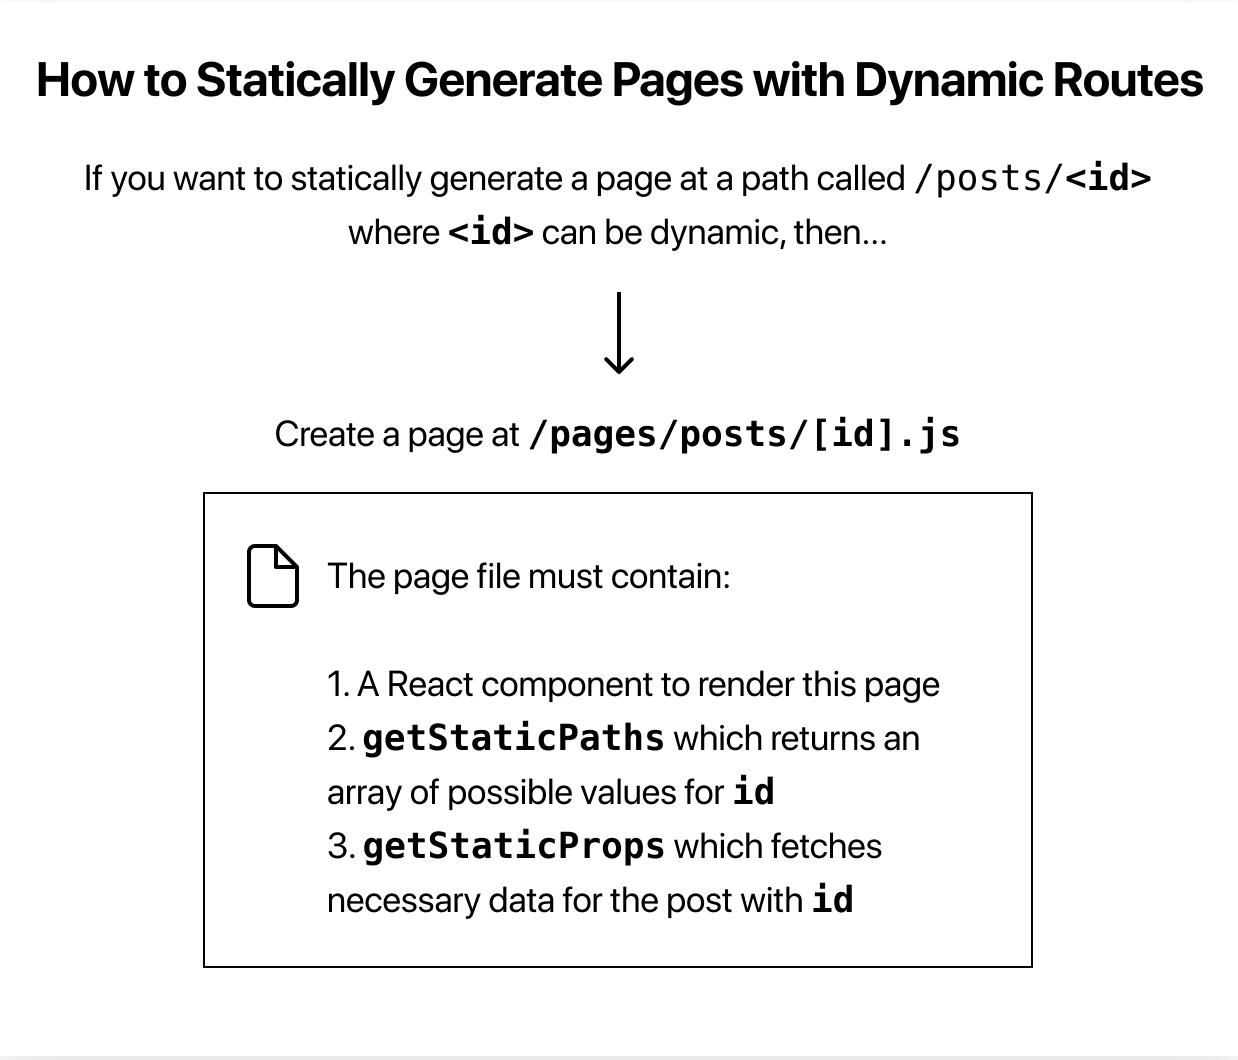 How to Statically Generate Pages with Dynamic Routes
If you want to statically generate a page at a path called /posts/<id>
where <id> can be dynamic, then...
Create a page at /pages/posts/[id].js
The page file must contain:
1. A React component to render this page
2. getStaticPaths which returns an
array of possible values for id
3. getStaticProps which fetches
necessary data for the post with id